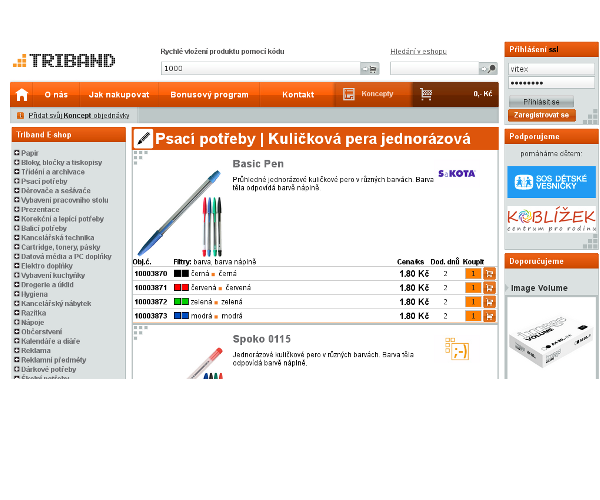 TRIBAND
Rychlé vložení produktu pomocí kódu
1000
Hledání v eshopu
Přihlášení ssl
vitex
••••••••
Přihlásit se
Zaregistrovat se
O nás
Jak nakupovat
Bonusový program
Kontakt
Koncepty
0,- Kč
Přidat svůj Koncept objednávky
Triband E shop
Papír
Bloky, bločky a tiskopisy
Třídění a archivace
Psací potřeby
Děrovače a sešívače
Vybavení pracovního stolu
Prezentace
Korekční a lepicí potřeby
Balicí potřeby
Kancelářská technika
Cartridge, tonery, pásky
Datová média a PC doplňky
Elektro doplňky
Vybavení kuchyňky
Drogerie a úklid
Hygiena
Kancelářský nábytek
Razítka
Nápoje
Občerstvení
Kalendáře a diáře
Reklama
Reklamní předměty
Dárkové potřeby
Školní potřeby
Psací potřeby | Kuličková pera jednorázová
Basic Pen
Průhledné jednorázové kuličkové pero v různých barvách. Barva
těla odpovídá barvě náplně.
SAKOTA
Obj.č. Filtry: barva, barva náplně Cena/ks Dod. dnů Koupit
10003870 černá černá 1.80 Kč 2 1
10003871 červená červená 1.80 Kč 2 1
10003872 zelená zelená 1.80 Kč 2 1
10003873 modrá modrá 1.80 Kč 2 1
Spoko 0115
Jednorázové kuličkové pero v různých barvách. Barva těla
odpovídá barvě náplně.
;-)
Podporujeme
pomáháme dětem:
SOS DĚTSKÉ
VESNIČKY
KOBLÍŽEK
centrum pro rodinu
Doporučujeme
Image Volume
VOLUME